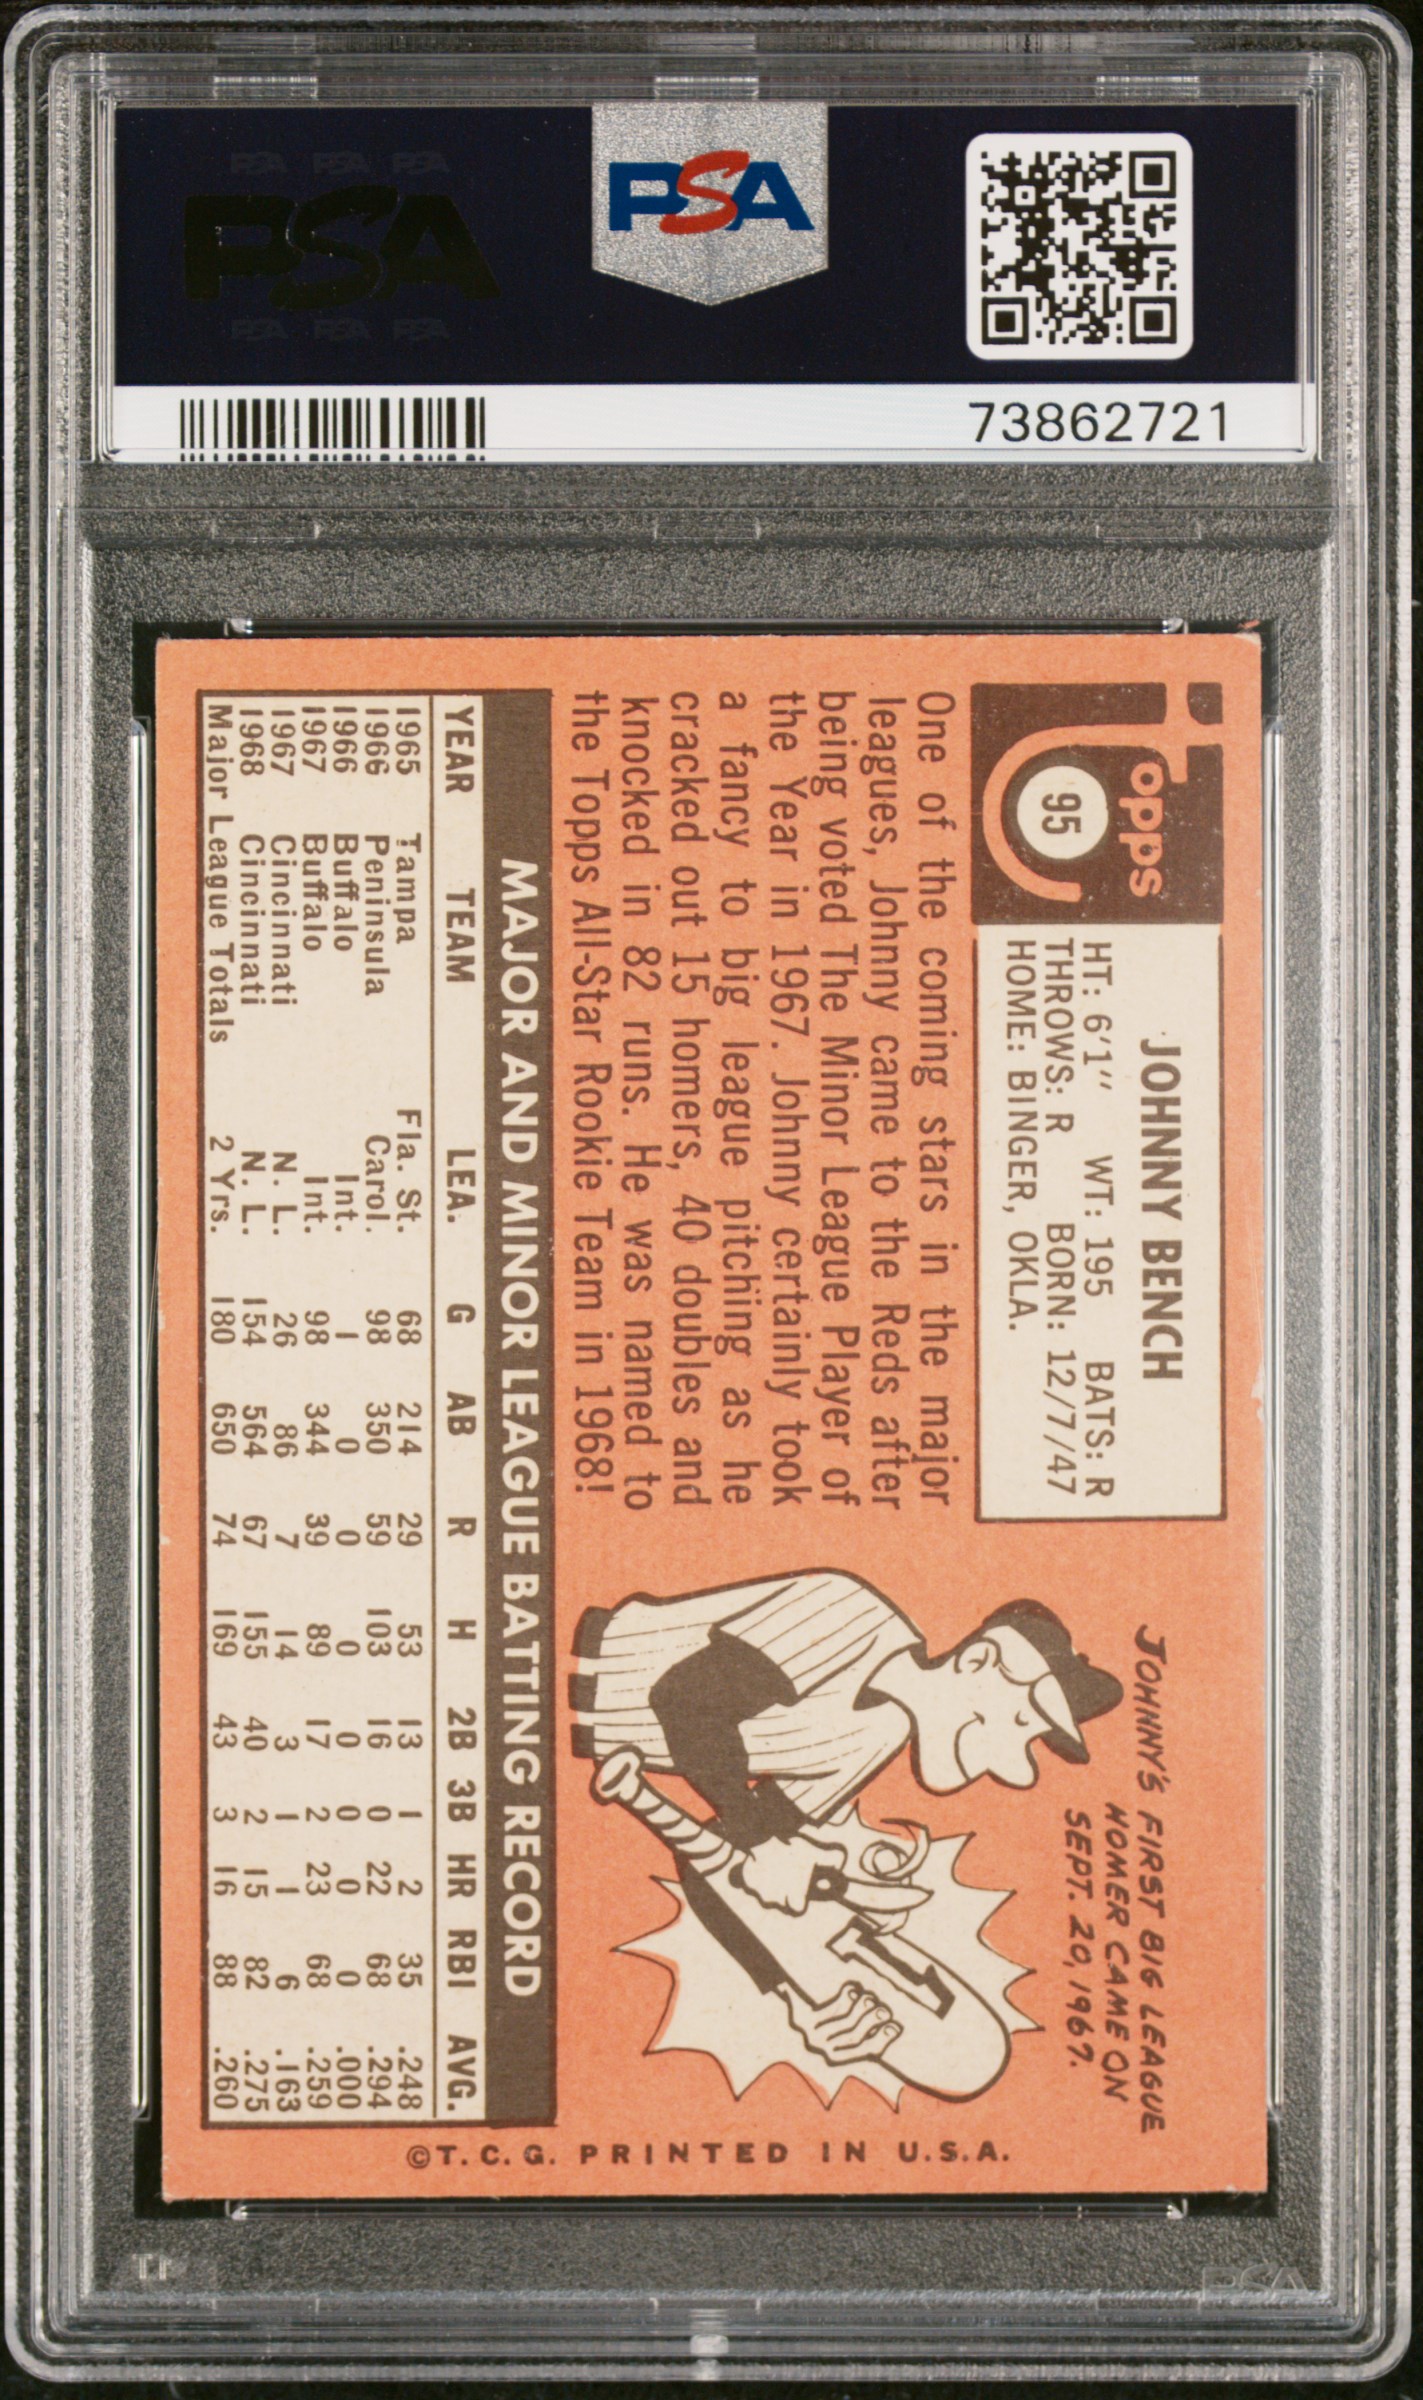 PSA PSA PSA
PSA
PSA PSA PSA
PSA
73862721
Topps
95
JOHNNY BENCH
HT: 6'1" WT: 195 BATS: R
THROWS: R BORN: 12/7/47
HOME: BINGER, OKLA.
One of the coming stars in the major
leagues, Johnny came to the Reds after
being voted The Minor League Player of
the Year in 1967. Johnny certainly took
a fancy to big league pitching as he
cracked out 15 homers, 40 doubles and
knocked in 82 runs. He was named to
the Topps All-Star Rookie Team in 1968!
JOHNNY'S FIRST BIG LEAGUE
HOMER CAME ON
SEPT. 20, 1967.
MAJOR AND MINOR LEAGUE BATTING RECORD
YEAR TEAM LEA. G AB R H 2B 3B HR RBI AVG.
1965 Tampa Fla. St. 68 214 29 53 13 1 2 35 .248
1966 Peninsula Carol. 98 350 59 103 16 0 22 68 .294
1966 Buffalo Int. 1 0 0 0 0 0 0 0 .000
1967 Buffalo Int. 98 344 39 89 17 2 23 68 .259
1967 Cincinnati N. L. 26 86 7 14 3 1 1 6 .163
1968 Cincinnati N. L. 154 564 67 155 40 2 15 82 .275
Major League Totals 2 Yrs. 180 650 74 169 43 3 16 88 .260
©T. C. G. PRINTED IN U.S.A.
PSA